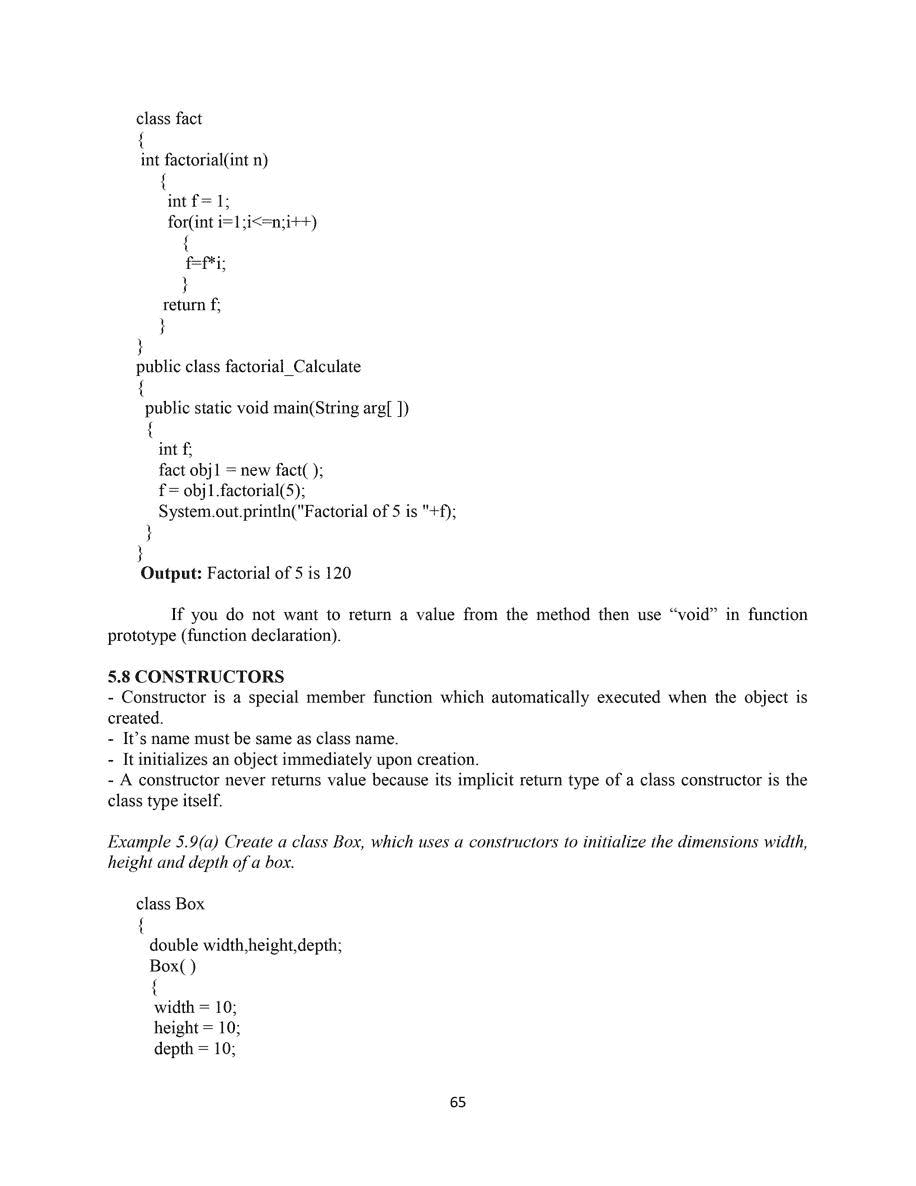 class fact
{
int factorial(int n)
{
int f = 1;
for(int i=1;i<=n;i++)
{
f=f*i;
}
return f;
}
}
public class factorial_Calculate
{
public static void main(String arg[ ])
{
int f;
fact obj1 = new fact( );
f = obj1.factorial(5);
System.out.println("Factorial of 5 is "+f);
}
}
Output: Factorial of 5 is 120
If you do not want to return a value from the method then use “void” in function
prototype (function declaration).
5.8 CONSTRUCTORS
- Constructor is a special member function which automatically executed when the object is
created.
- It’s name must be same as class name.
- It initializes an object immediately upon creation.
- A constructor never returns value because its implicit return type of a class constructor is the
class type itself.
Example 5.9(a) Create a class Box, which uses a constructors to initialize the dimensions width,
height and depth of a box.
class Box
{
double width,height,depth;
Box( )
{
width = 10;
height = 10;
depth = 10;
65